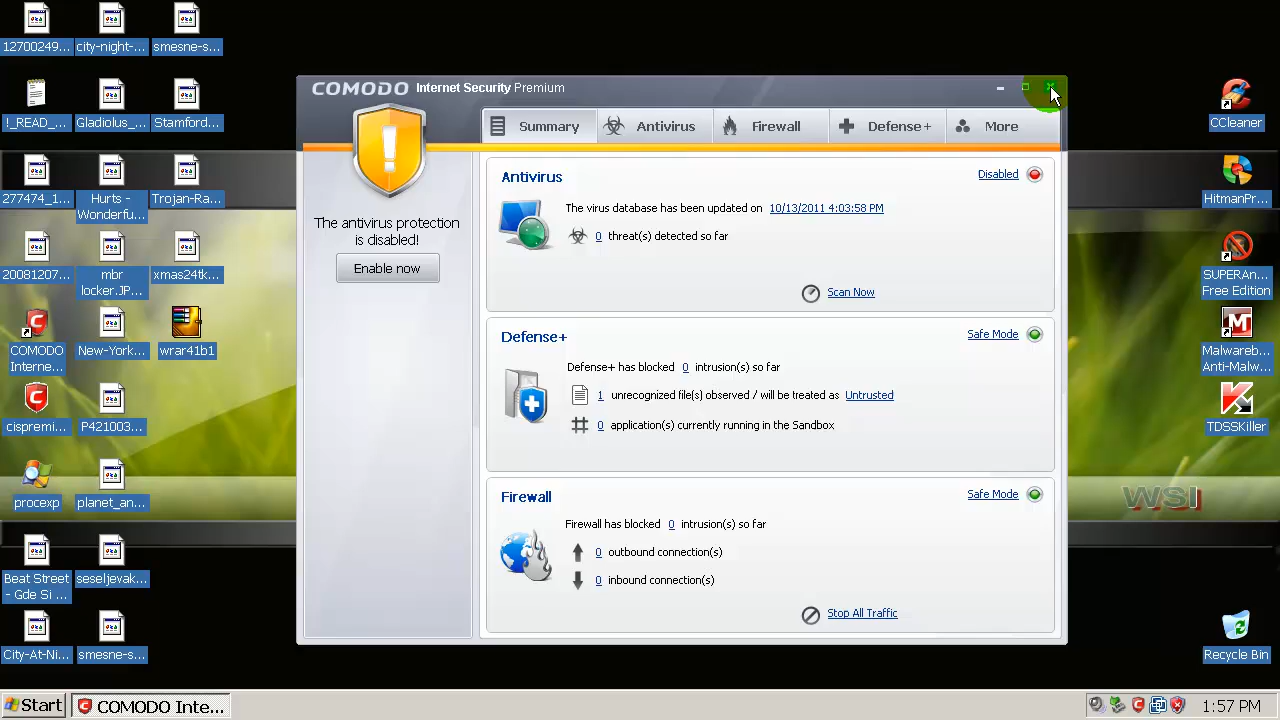 12700249...
city-night-...
smesne-s...
!_READ_...
Gladiolus_...
Stamford...
277474_1...
Hurts -
Wonderfu...
Trojan-Ra...
20081207...
mbr
locker.JP...
xmas24tk...
COMODO
Interne...
New-York...
wrar41b1
cispremi...
P421003...
procexp
planet_an...
Beat Street
- Gde Si ...
seseljevak...
City-At-Ni...
smesne-s...
COMODO Internet Security Premium
Summary
Antivirus
Firewall
Defense+
More
The antivirus protection
is disabled!
Enable now
Antivirus
Disabled
The virus database has been updated on 10/13/2011 4:03:58 PM
0 threat(s) detected so far
Scan Now
Defense+
Safe Mode
Defense+ has blocked 0 intrusion(s) so far
1 unrecognized file(s) observed / will be treated as Untrusted
0 application(s) currently running in the Sandbox
Firewall
Safe Mode
Firewall has blocked 0 intrusion(s) so far
0 outbound connection(s)
0 inbound connection(s)
Stop All Traffic
CCleaner
HitmanPr...
SUPERAn...
Free Edition
Malwareb...
Anti-Malw...
TDSSKiller
WSI
Recycle Bin
Start
COMODO Inte...
1:57 PM